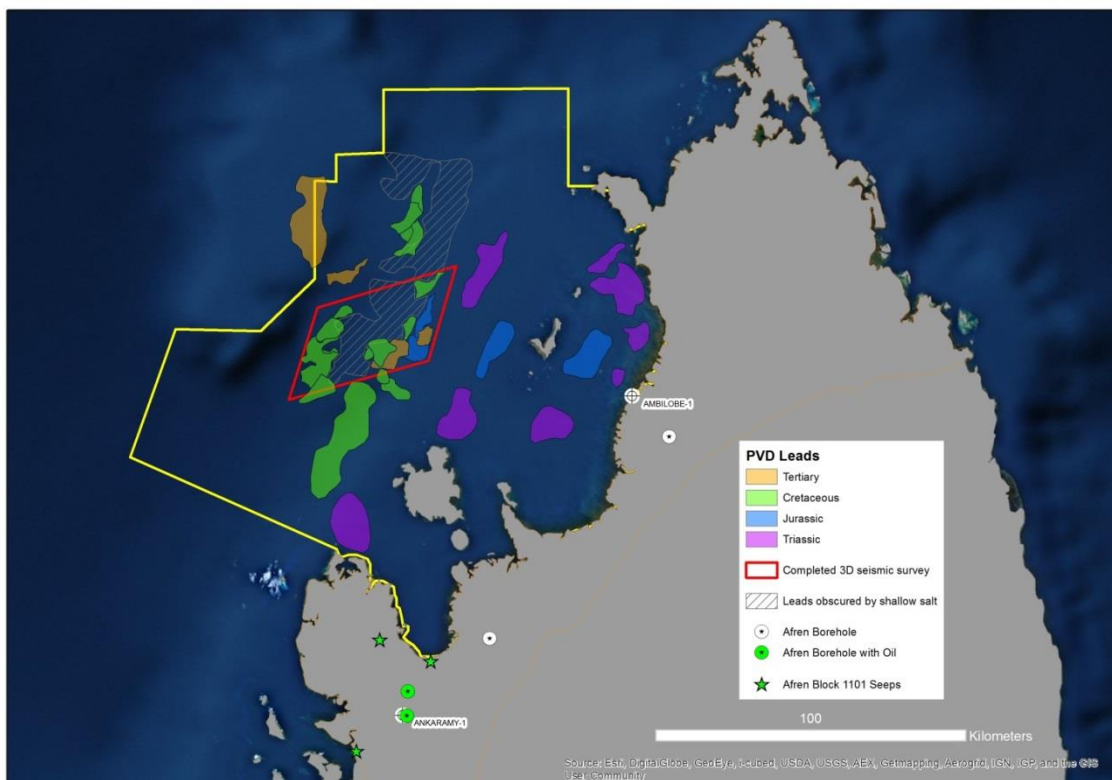 AMBILOBE-1
PVD Leads
Tertiary
Cretaceous
Jurassic
Triassic
Completed 3D seismic survey
Leads obscured by shallow salt
Afren Borehole
Afren Borehole with Oil
Afren Block 1101 Seeps
ANKARAMY-1
100
Kilometers
Source: Esri, DigitalGlobe, GeoEye, i-cubed, USDA, USGS, AEX, Getmapping, Aerogrid, IGN, IGP, and the GIS
User Community